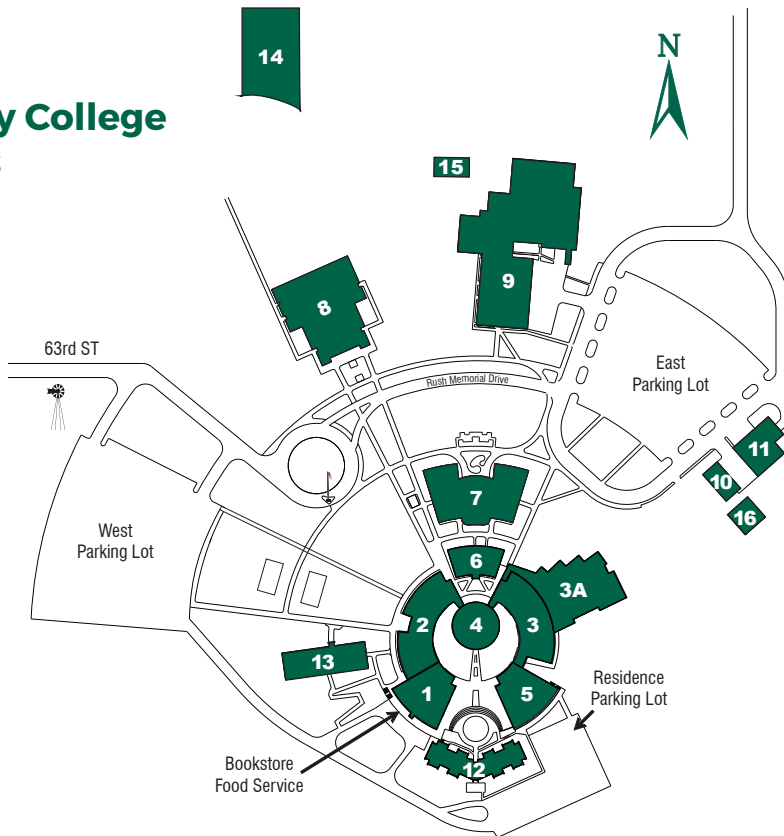 14
N
y College
15
9
8
63rd ST
East
Parking Lot
Rush Memorial Drive
11
10
7
16
West
Parking Lot
6
3A
2
4
3
13
1
5
Residence
Parking Lot
Bookstore
Food Service
12